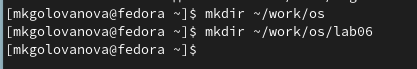 [mkgolovanova@fedora ~]$ mkdir ~/work/os
[mkgolovanova@fedora ~]$ mkdir ~/work/os/lab06
[mkgolovanova@fedora ~]$